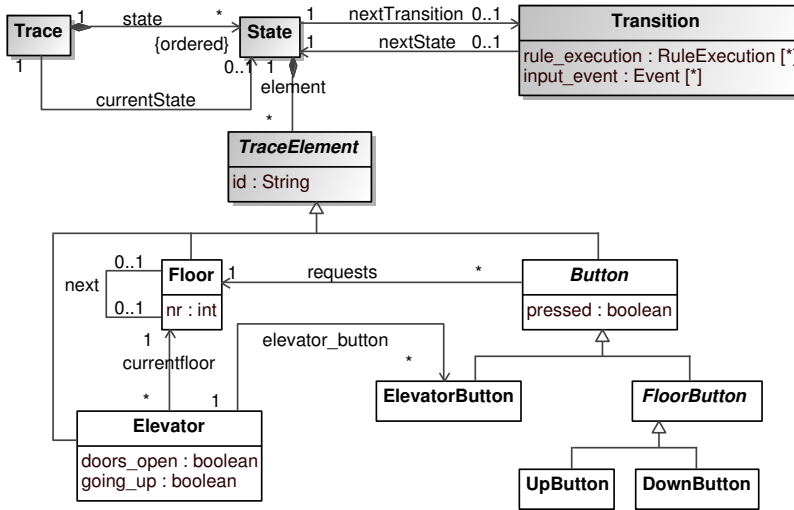 Trace
1
state
*
{ordered}
State
1
nextTransition
0..1
Transition
1
nextState
0..1
rule_execution : RuleExecution [*]
input_event : Event [*]
1
currentState
0..1
1
element
*
TraceElement
id : String
next
0..1
0..1
Floor
nr : int
1
requests
*
Button
pressed : boolean
1
currentfloor
*
1
elevator_button
*
ElevatorButton
FloorButton
Elevator
doors_open : boolean
going_up : boolean
UpButton
DownButton